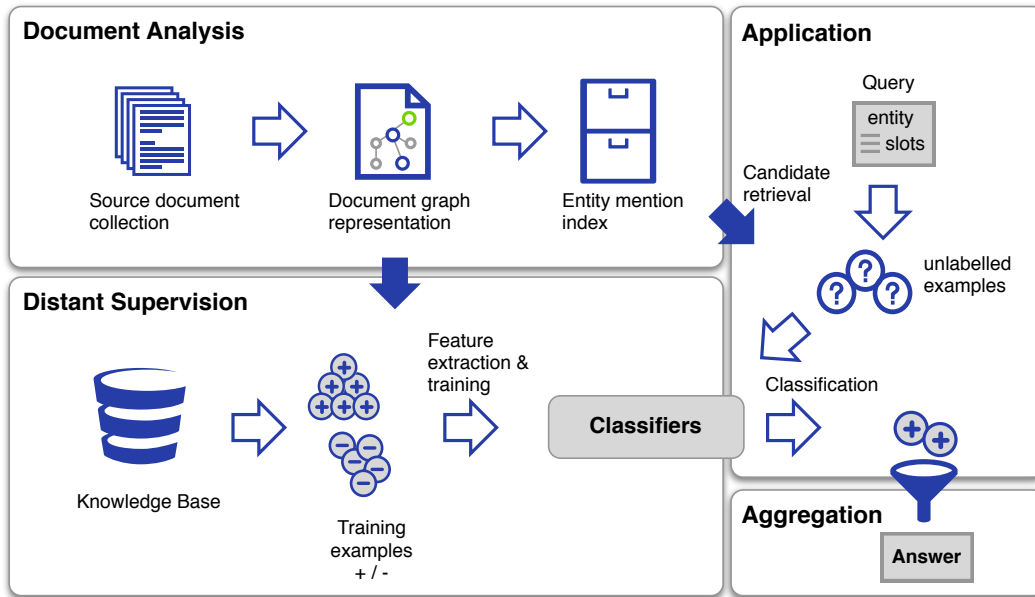 Document Analysis
Source document
collection
Document graph
representation
Entity mention
index
Application
Query
entity
slots
Candidate
retrieval
? ? ?
unlabelled
examples
Classification
Distant Supervision
Knowledge Base
+
+ +
+ + +
- -
- -
-
Training
examples
+ / -
Feature
extraction &
training
Classifiers
+ +
Aggregation
Answer